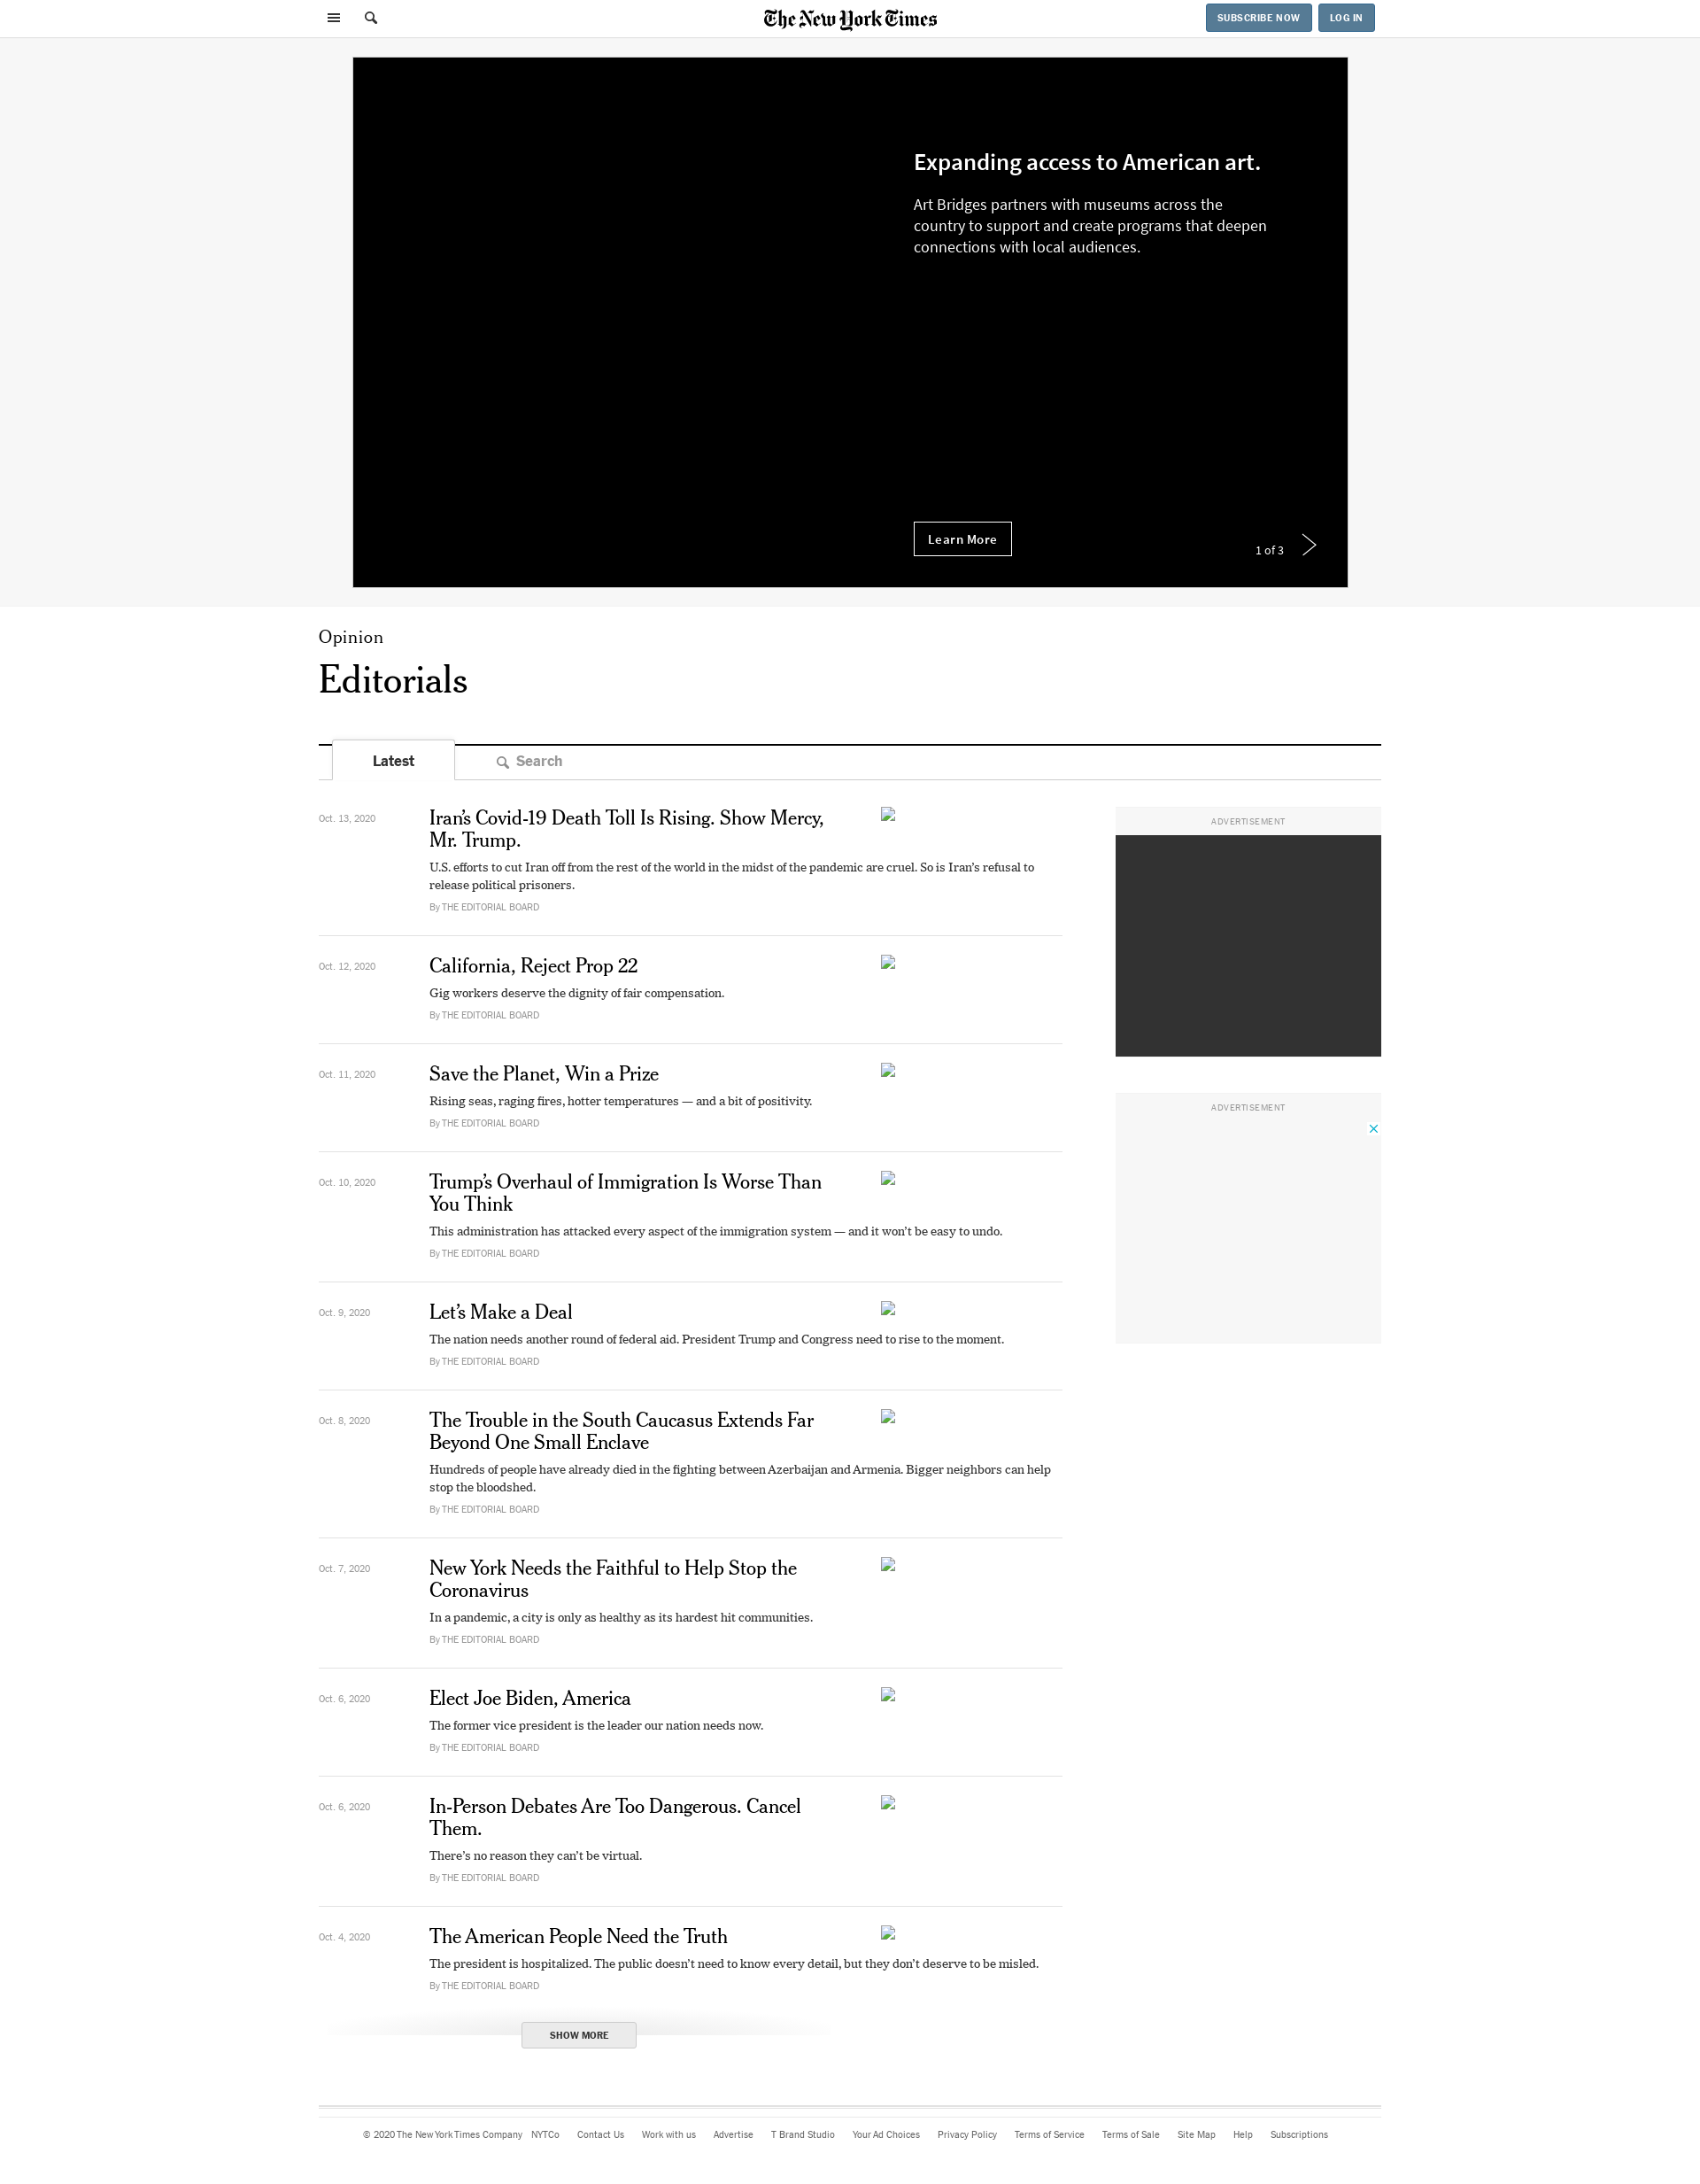 The New York Times
SUBSCRIBE NOW
LOG IN
Expanding access to American art.
Art Bridges partners with museums across the
country to support and create programs that deepen
connections with local audiences.
Learn More
1 of 3
Opinion
Editorials
Latest
Search
Oct. 13, 2020
Iran’s Covid-19 Death Toll Is Rising. Show Mercy,
Mr. Trump.
U.S. efforts to cut Iran off from the rest of the world in the midst of the pandemic are cruel. So is Iran’s refusal to
release political prisoners.
By THE EDITORIAL BOARD
ADVERTISEMENT
Oct. 12, 2020
California, Reject Prop 22
Gig workers deserve the dignity of fair compensation.
By THE EDITORIAL BOARD
Oct. 11, 2020
Save the Planet, Win a Prize
Rising seas, raging fires, hotter temperatures — and a bit of positivity.
By THE EDITORIAL BOARD
ADVERTISEMENT
Oct. 10, 2020
Trump’s Overhaul of Immigration Is Worse Than
You Think
This administration has attacked every aspect of the immigration system — and it won’t be easy to undo.
By THE EDITORIAL BOARD
Oct. 9, 2020
Let’s Make a Deal
The nation needs another round of federal aid. President Trump and Congress need to rise to the moment.
By THE EDITORIAL BOARD
Oct. 8, 2020
The Trouble in the South Caucasus Extends Far
Beyond One Small Enclave
Hundreds of people have already died in the fighting between Azerbaijan and Armenia. Bigger neighbors can help
stop the bloodshed.
By THE EDITORIAL BOARD
Oct. 7, 2020
New York Needs the Faithful to Help Stop the
Coronavirus
In a pandemic, a city is only as healthy as its hardest hit communities.
By THE EDITORIAL BOARD
Oct. 6, 2020
Elect Joe Biden, America
The former vice president is the leader our nation needs now.
By THE EDITORIAL BOARD
Oct. 6, 2020
In-Person Debates Are Too Dangerous. Cancel
Them.
There’s no reason they can’t be virtual.
By THE EDITORIAL BOARD
Oct. 4, 2020
The American People Need the Truth
The president is hospitalized. The public doesn’t need to know every detail, but they don’t deserve to be misled.
By THE EDITORIAL BOARD
SHOW MORE
© 2020 The New York Times Company NYTCo Contact Us Work with us Advertise T Brand Studio Your Ad Choices Privacy Policy Terms of Service Terms of Sale Site Map Help Subscriptions